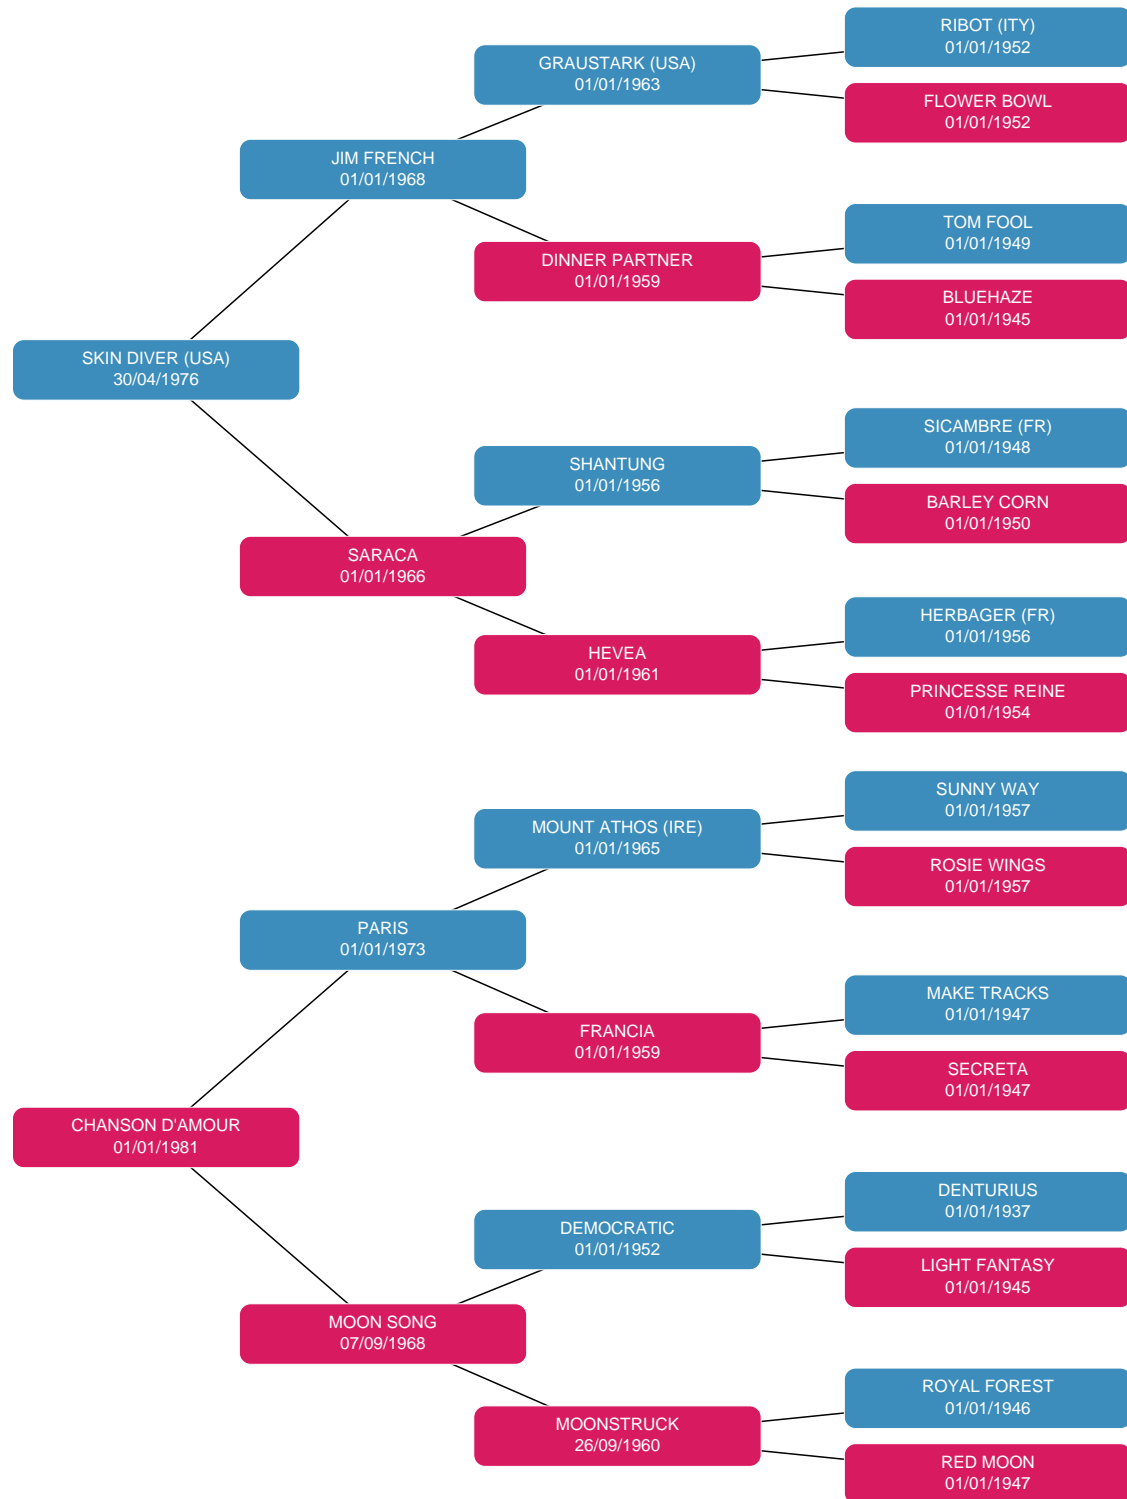 RIBOT (ITY)
01/01/1952
GRAUSTARK (USA)
01/01/1963
FLOWER BOWL
01/01/1952
JIM FRENCH
01/01/1968
TOM FOOL
01/01/1949
DINNER PARTNER
01/01/1959
BLUEHAZE
01/01/1945
SKIN DIVER (USA)
30/04/1976
SICAMBRE (FR)
01/01/1948
SHANTUNG
01/01/1956
BARLEY CORN
01/01/1950
SARACA
01/01/1966
HERBAGER (FR)
01/01/1956
HEVEA
01/01/1961
PRINCESSE REINE
01/01/1954
SUNNY WAY
01/01/1957
MOUNT ATHOS (IRE)
01/01/1965
ROSIE WINGS
01/01/1957
PARIS
01/01/1973
MAKE TRACKS
01/01/1947
FRANCIA
01/01/1959
SECRETA
01/01/1947
CHANSON D'AMOUR
01/01/1981
DENTURIUS
01/01/1937
DEMOCRATIC
01/01/1952
LIGHT FANTASY
01/01/1945
MOON SONG
07/09/1968
ROYAL FOREST
01/01/1946
MOONSTRUCK
26/09/1960
RED MOON
01/01/1947